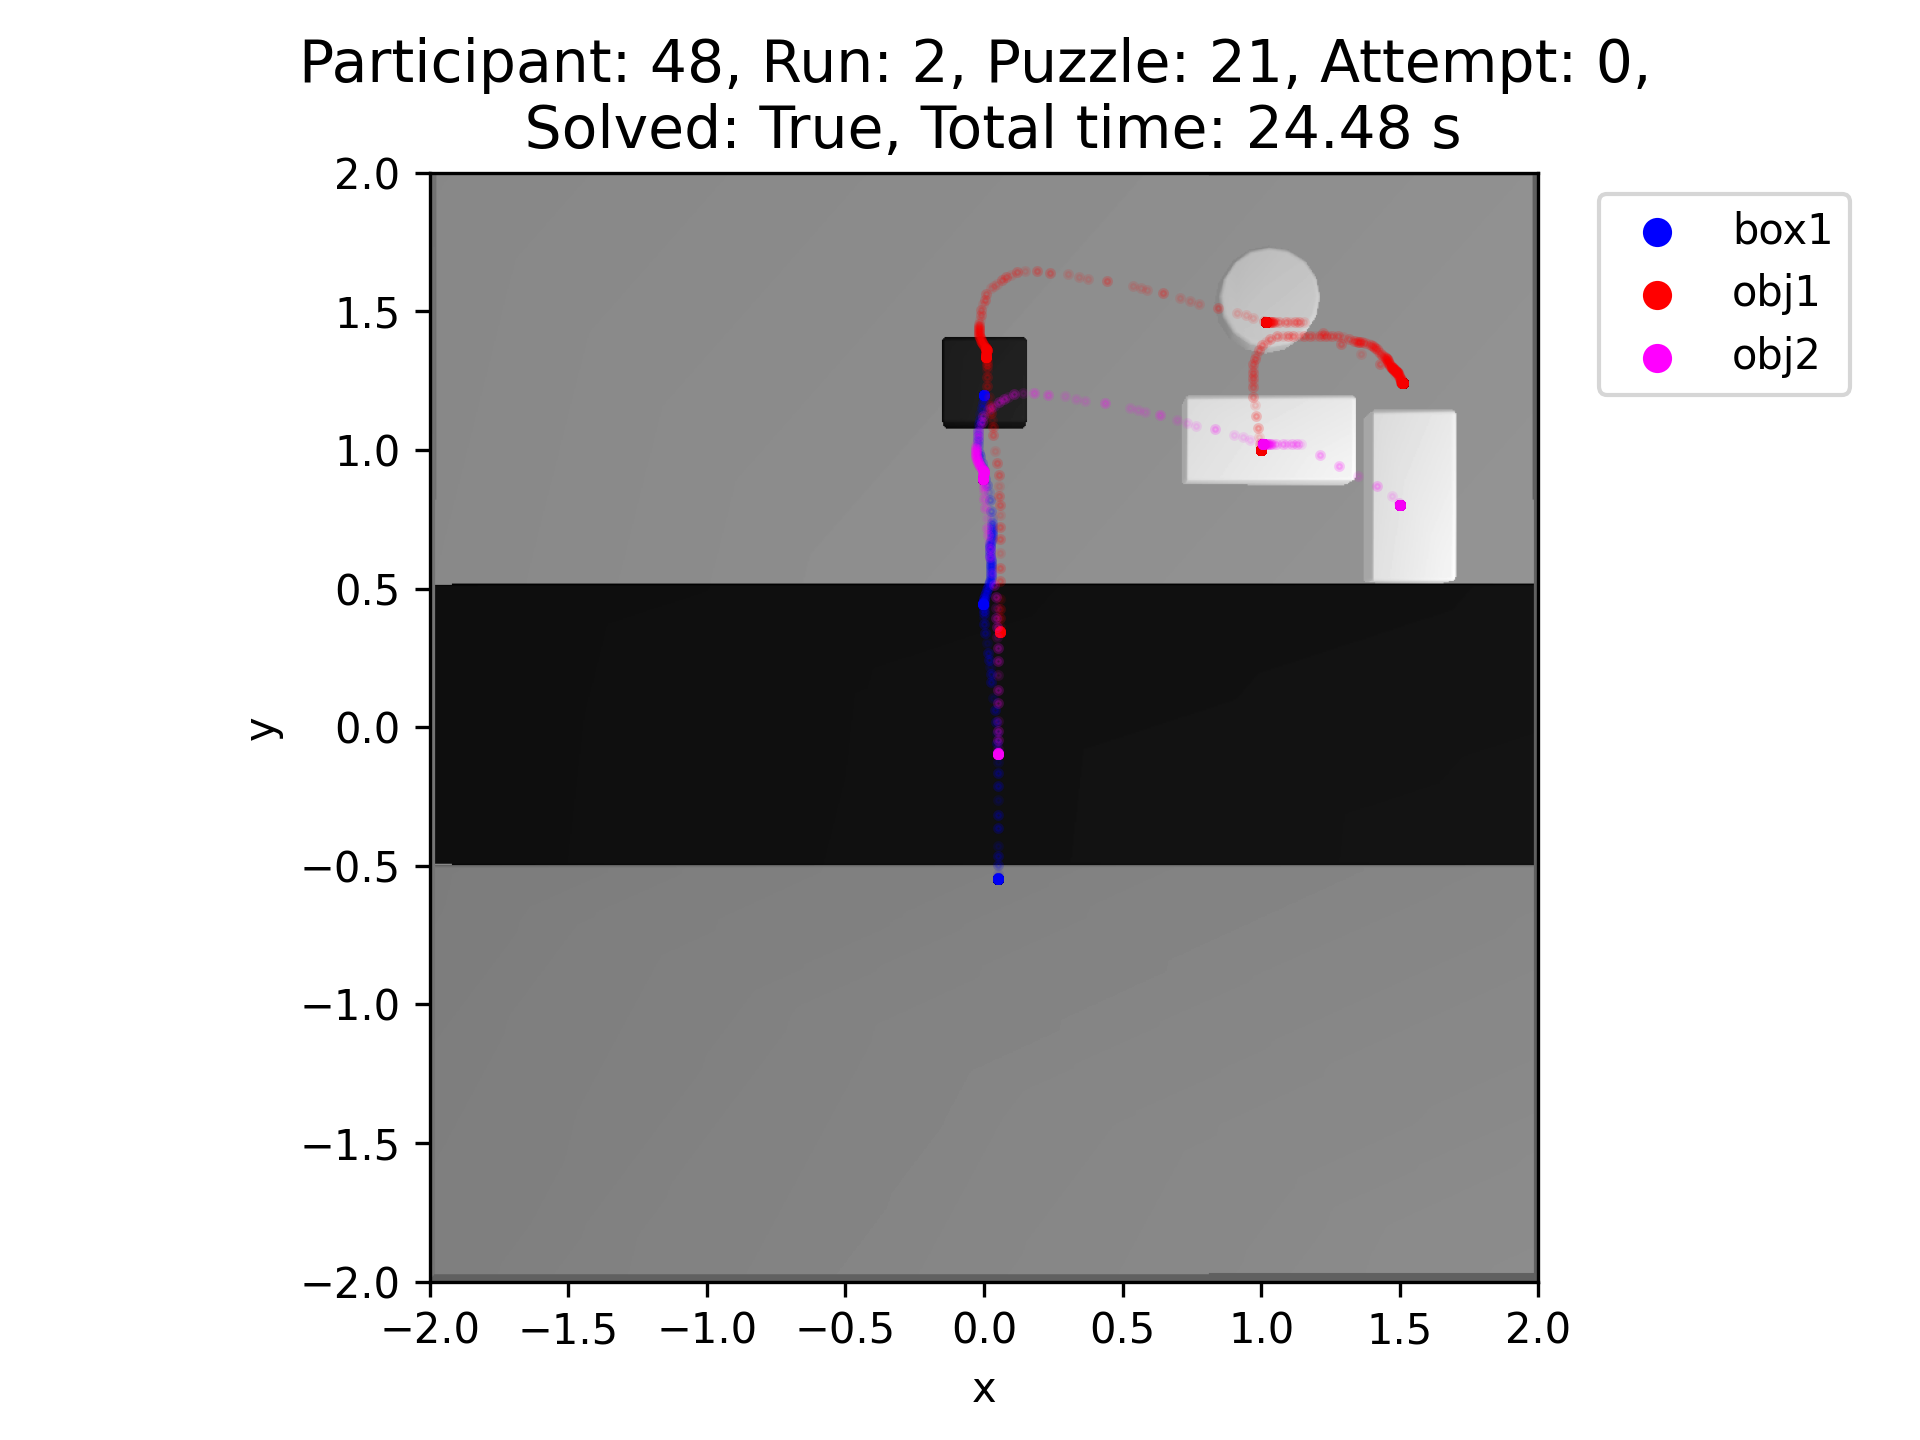 Participant: 48, Run: 2, Puzzle: 21, Attempt: 0,
Solved: True, Total time: 24.48 s
2.0
1.5
1.0
0.5
0.0
−0.5
−1.0
−1.5
−2.0
y
−2.0 −1.5 −1.0 −0.5 0.0 0.5 1.0 1.5 2.0
x
box1
obj1
obj2